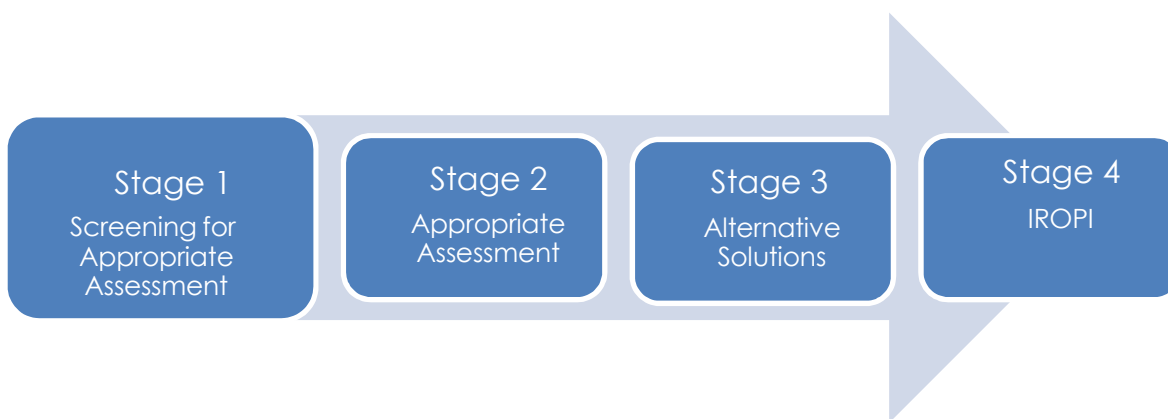 Stage 1
Screening for
Appropriate
Assessment
Stage 2
Appropriate
Assessment
Stage 3
Alternative
Solutions
Stage 4
IROPI